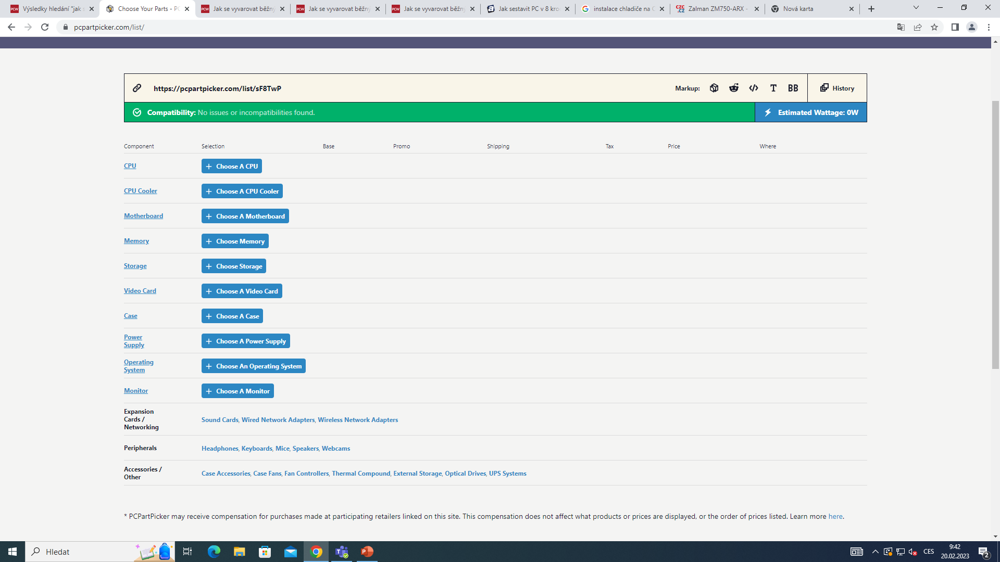 PCW Výsledky hledání "jak s
Choose Your Parts - PC
PCW Jak se vyvarovat běžný
PCW Jak se vyvarovat běžný
PCW Jak se vyvarovat běžný
Jak sestavit PC v 8 kro
instalace chladiče na
CZC.CZ Zalman ZM750-ARX -
Nová karta
pcpartpicker.com/list/
https://pcpartpicker.com/list/sF8TwP
Markup:
T
BB
History
Compatibility: No issues or incompatibilities found.
Estimated Wattage: 0W
Component Selection Base Promo Shipping Tax Price Where
CPU
Choose A CPU
CPU Cooler
Choose A CPU Cooler
Motherboard
Choose A Motherboard
Memory
Choose Memory
Storage
Choose Storage
Video Card
Choose A Video Card
Case
Choose A Case
Power
Supply
Choose A Power Supply
Operating
System
Choose An Operating System
Monitor
Choose A Monitor
Expansion
Cards /
Networking
Sound Cards, Wired Network Adapters, Wireless Network Adapters
Peripherals
Headphones, Keyboards, Mice, Speakers, Webcams
Accessories /
Other
Case Accessories, Case Fans, Fan Controllers, Thermal Compound, External Storage, Optical Drives, UPS Systems
* PCPartPicker may receive compensation for purchases made at participating retailers linked on this site. This compensation does not affect what products or prices are displayed, or the order of prices listed. Learn more here.
Hledat
CES
9:42
20.02.2023
2